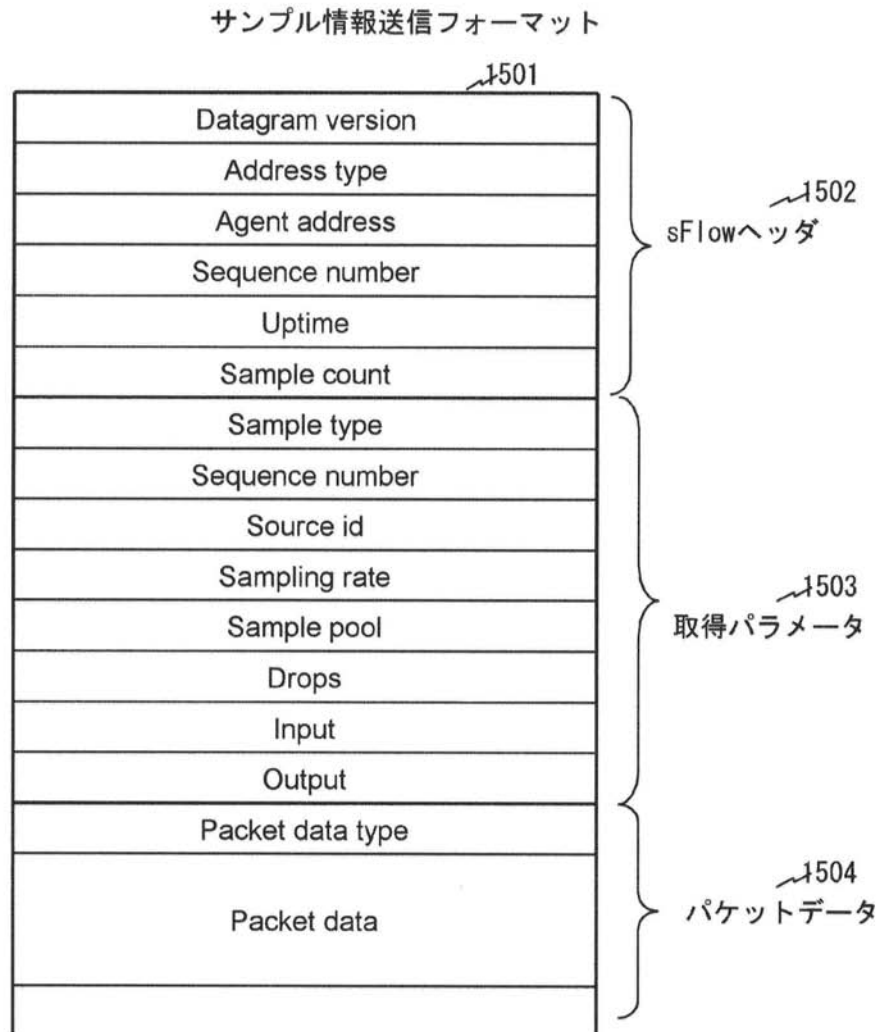 サンプル情報送信フォーマット
1501
Datagram version
Address type
Agent address
Sequence number
Uptime
Sample count
1502
sFlowヘッダ
Sample type
Sequence number
Source id
Sampling rate
Sample pool
Drops
Input
Output
1503
取得パラメータ
Packet data type
Packet data
1504
パケットデータ